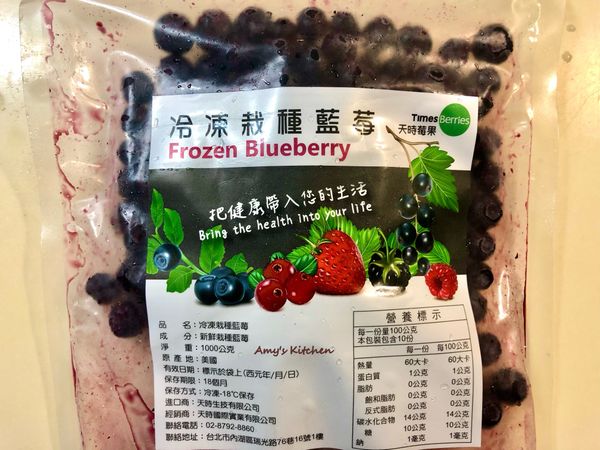 冷凍栽種藍莓
Frozen Blueberry
TimesBerries
天時莓果
把健康帶入您的生活
Bring the health into your life
品 名：冷凍栽種藍莓
成 分：新鮮栽種藍莓
淨 重：1000公克
原 產 地：美國
有效日期：標示於袋上(西元年/月/日)
保存期限：18個月
保存方式：冷凍-18℃保存
進口商：天時生技有限公司
經銷商：天時國際實業有限公司
聯絡電話：02-8792-8860
聯絡地址：台北市內湖區瑞光路76巷16號1樓
Amy's Kitchen
營養標示
每一份量100公克
本包裝包含10份
每一份 每100公克
熱量 60大卡 60大卡
蛋白質 1公克 1公克
脂肪 0公克 0公克
飽和脂肪 0公克 0公克
反式脂肪 0公克 0公克
碳水化合物 14公克 14公克
糖 10公克 10公克
鈉 1毫克 1毫克